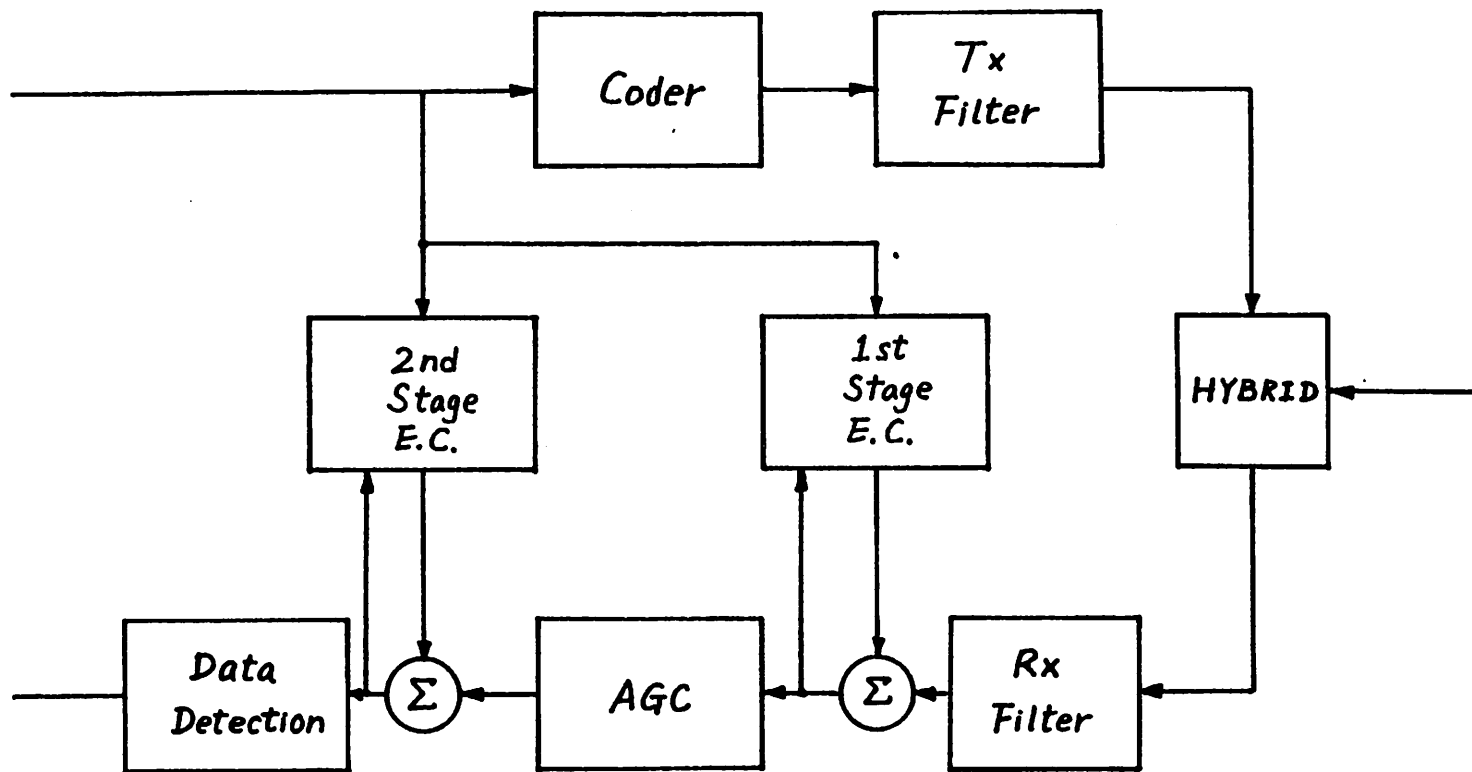 Coder
Tx
Filter
2nd
Stage
E.C.
1st
Stage
E.C.
HYBRID
Data
Detection
Σ
AGC
Σ
Rx
Filter